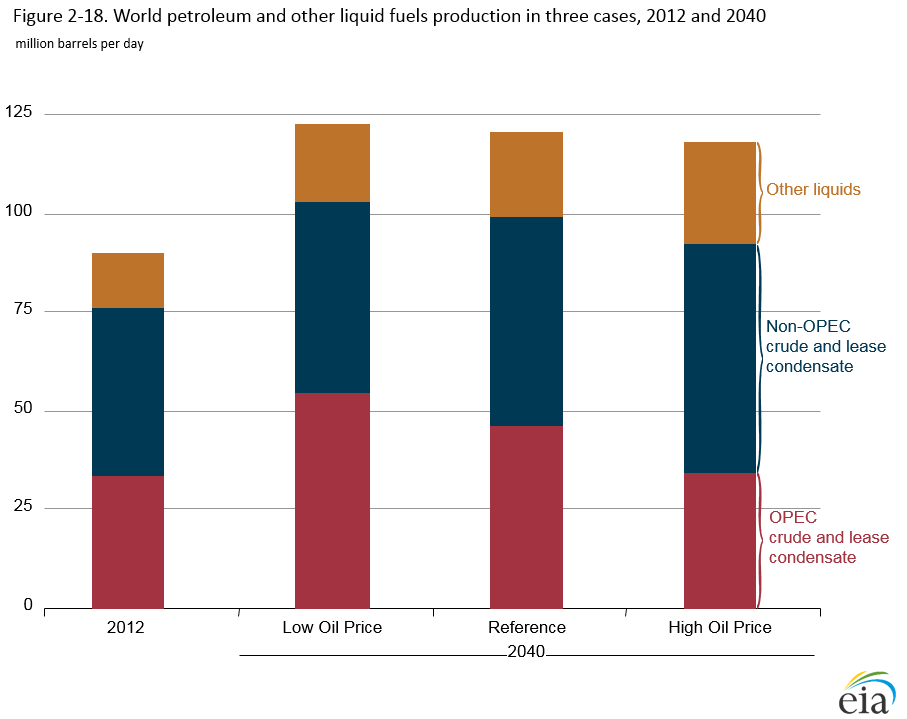 Figure 2-18. World petroleum and other liquid fuels production in three cases, 2012 and 2040
million barrels per day
125
100
75
50
25
0
Other liquids
Non-OPEC
crude and lease
condensate
OPEC
crude and lease
condensate
2012
Low Oil Price
Reference
High Oil Price
2040
eia